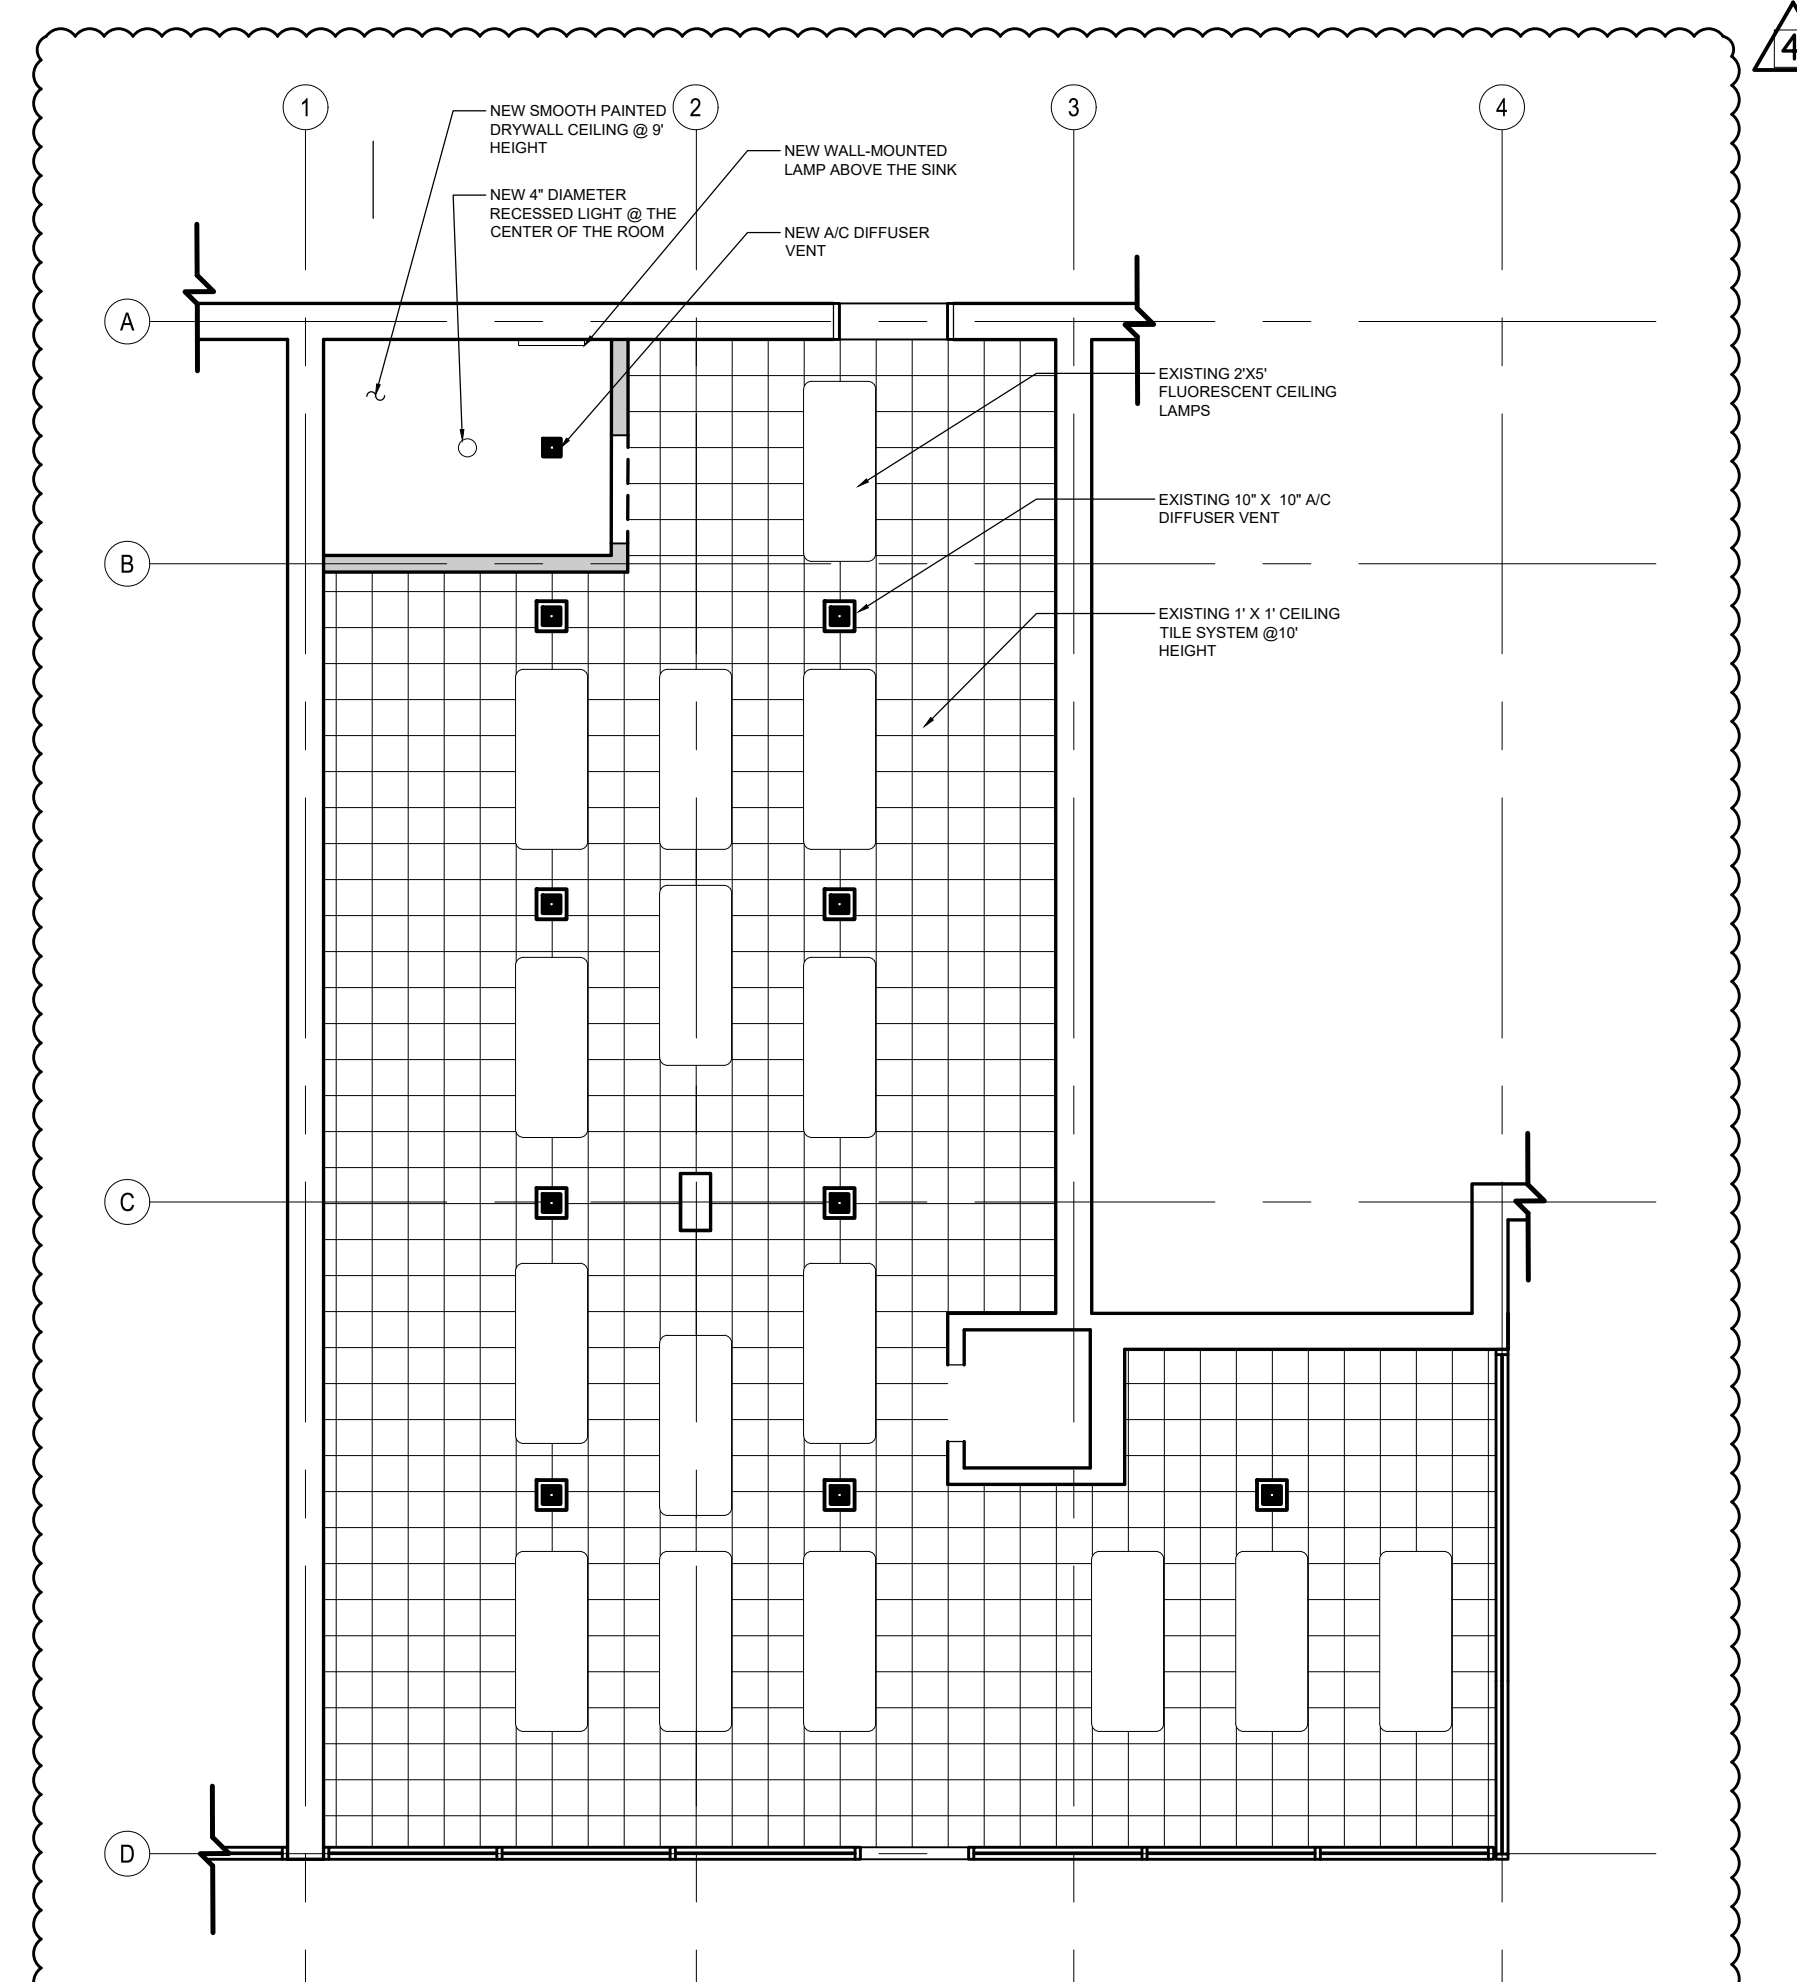 4
1
2
3
4
NEW SMOOTH PAINTED
DRYWALL CEILING @ 9'
HEIGHT
NEW WALL-MOUNTED
LAMP ABOVE THE SINK
NEW 4" DIAMETER
RECESSED LIGHT @ THE
CENTER OF THE ROOM
NEW A/C DIFFUSER
VENT
A
EXISTING 2'X5'
FLUORESCENT CEILING
LAMPS
EXISTING 10" X 10" A/C
DIFFUSER VENT
B
EXISTING 1' X 1' CEILING
TILE SYSTEM @10'
HEIGHT
C
D